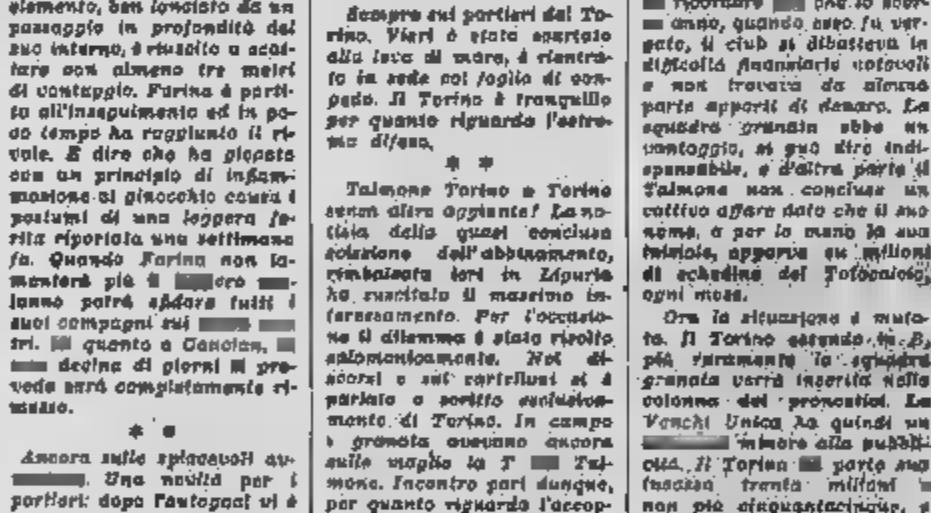 elemento, ben lanciato da un
passaggio in profondità dal
suo interno, è riuscito a scat-
tare con almeno tre metri
di vantaggio. Farina è parti-
to all'inseguimento ed in po-
co tempo ha raggiunto il ri-
vale. E dire che ha giocato
con un principio di infiam-
mazione al ginocchio causa i
postumi di una leggera fe-
rita riportata una settimana
fa. Quando Farina non la-
menterà più i
ranno potrà sfidare tutti i
suoi compagni sui
tri. quanto a Cancian,
decina di giorni si pre-
vede sarà completamente ri-
messo.
* *
Ancora sulle spiacevoli av-
Una novità per i
portieri: dopo l'autogoal vi è
Sempre sui portieri del To-
rino. Vieri è stato scartato
alla leva di mare, è rientra-
to in sede col foglio di con-
gedo. Il Torino è tranquillo
per quanto riguarda l'estre-
ma difesa.
* *
Talmone Torino o Torino
senza altra aggiunta? La no-
tizia della quasi conclusa
scissione dell'abbinamento,
rimbalzata ieri in Liguria
ha suscitato il massimo in-
teressamento. Per l'occasio-
ne il dilemma è stato risolto
salomonicamente. Nei di-
scorsi e sui cartelloni si è
parlato e scritto esclusiva-
mente di Torino. In campo
i granata avevano ancora
sulla maglia la T Tal-
mone. Incontro pari dunque,
per quanto riguarda l'accop-
ricordare che lo scor-
anno, quando esso fu var-
ato, il club si dibatteva in
difficoltà finanziarie notevoli
e non trovava da alcuna
parte apporti di denaro. La
squadra granata ebbe un
vantaggio, si può dire indi-
spensabile, e d'altra parte il
Talmone non concluse un
cattivo affare dato che il suo
nome, o per lo meno la sua
iniziale, appariva su milioni
di schedine del Totocalcio,
ogni mese.
Ora la situazione è muta-
ta. Il Torino essendo in B,
più raramente la squadra
granata verrà inserita nella
colonna dei pronostici. La
Venchi Unica ha quindi un
minore alla pubbli-
cità. Il Torino parte sua
incassa trenta milioni
non più cinquantacinque, e